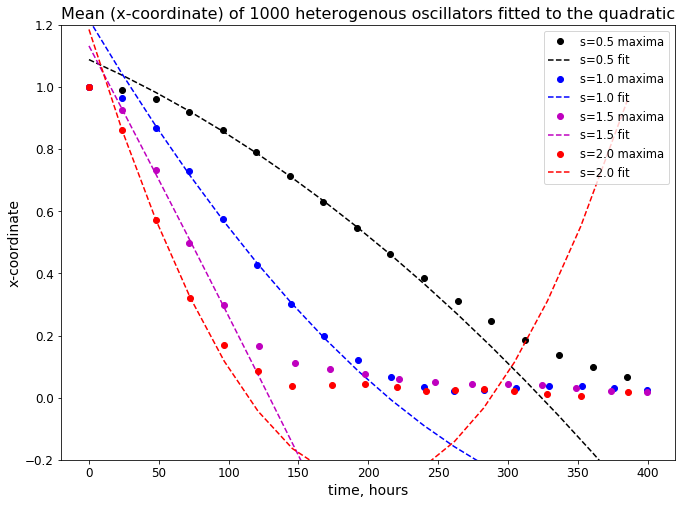 Mean (x-coordinate) of 1000 heterogenous oscillators fitted to the quadratic
1.2
1.0
0.8
0.6
0.4
0.2
0.0
-0.2
x-coordinate
s=0.5 maxima
s=0.5 fit
s=1.0 maxima
s=1.0 fit
s=1.5 maxima
s=1.5 fit
s=2.0 maxima
s=2.0 fit
0 50 100 150 200 250 300 350 400
time, hours